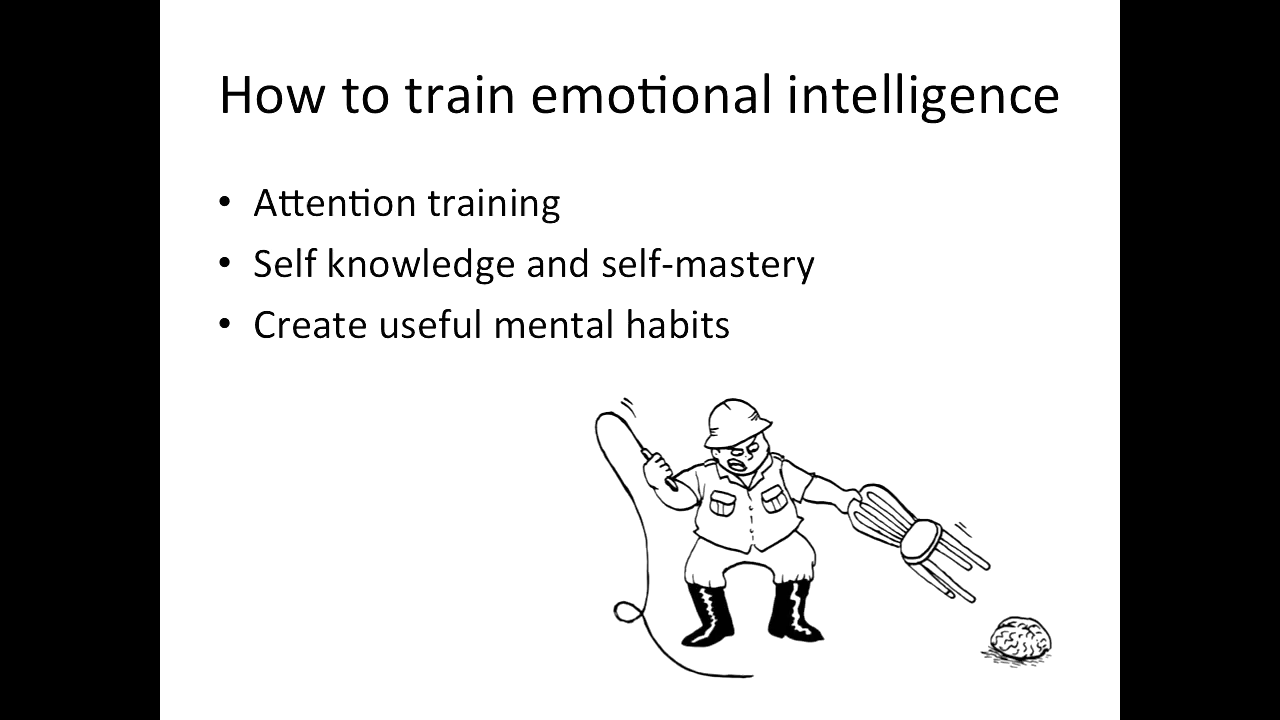 How to train emotional intelligence
• Attention training
• Self knowledge and self-mastery
• Create useful mental habits